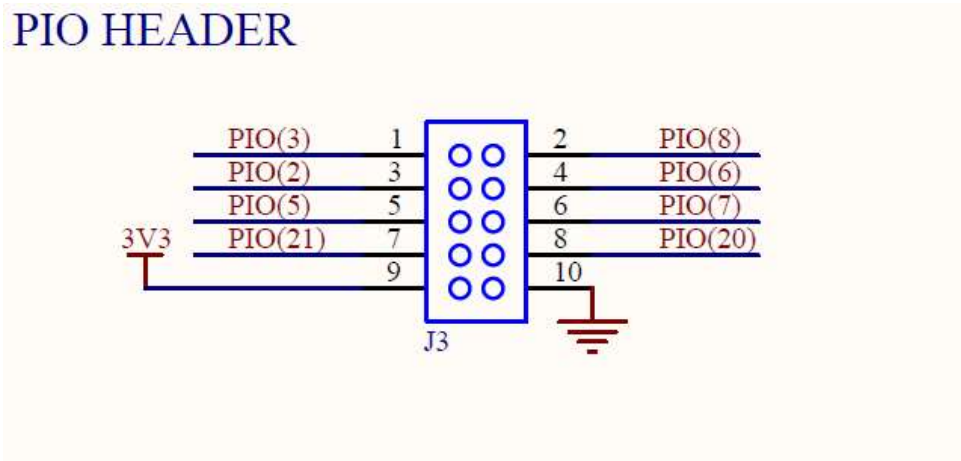 PIO HEADER
PIO(3) 1 2 PIO(8)
PIO(2) 3 4 PIO(6)
PIO(5) 5 6 PIO(7)
3V3 PIO(21) 7 8 PIO(20)
9 10
J3